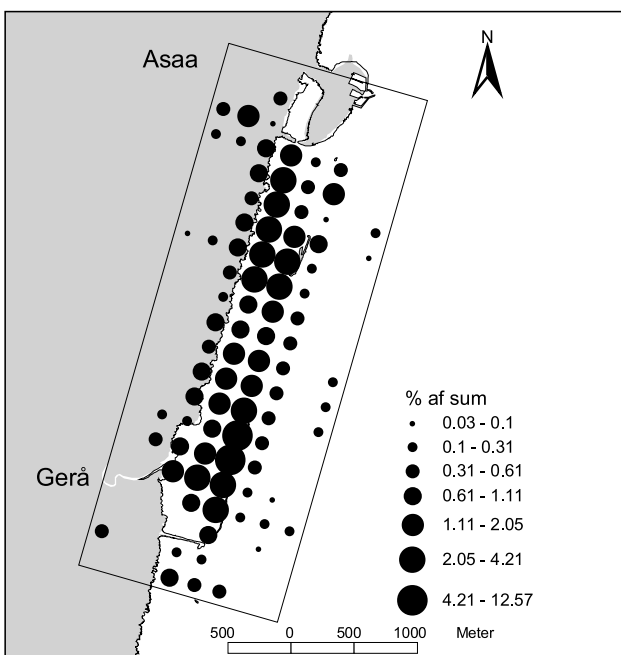 Asaa
N
Gerå
% af sum
0.03 - 0.1
0.1 - 0.31
0.31 - 0.61
0.61 - 1.11
1.11 - 2.05
2.05 - 4.21
4.21 - 12.57
500 0 500 1000 Meter